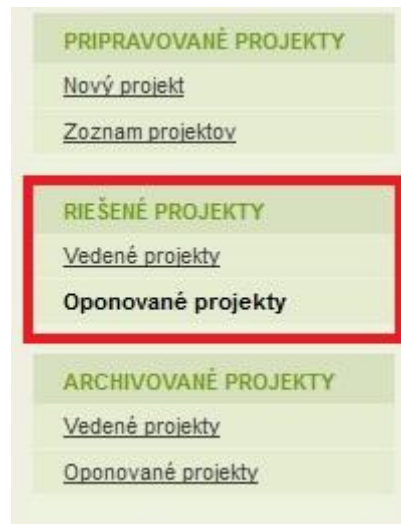 PRIPRAVOVANÉ PROJEKTY
Nový projekt
Zoznam projektov
RIEŠENÉ PROJEKTY
Vedené projekty
Oponované projekty
ARCHIVOVANÉ PROJEKTY
Vedené projekty
Oponované projekty